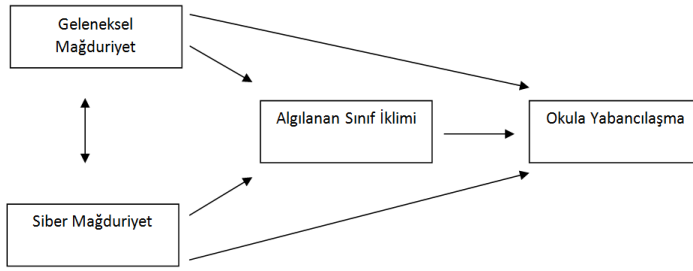 Geleneksel
Mağduriyet
Algılanan Sınıf İklimi
Okula Yabancılaşma
Siber Mağduriyet